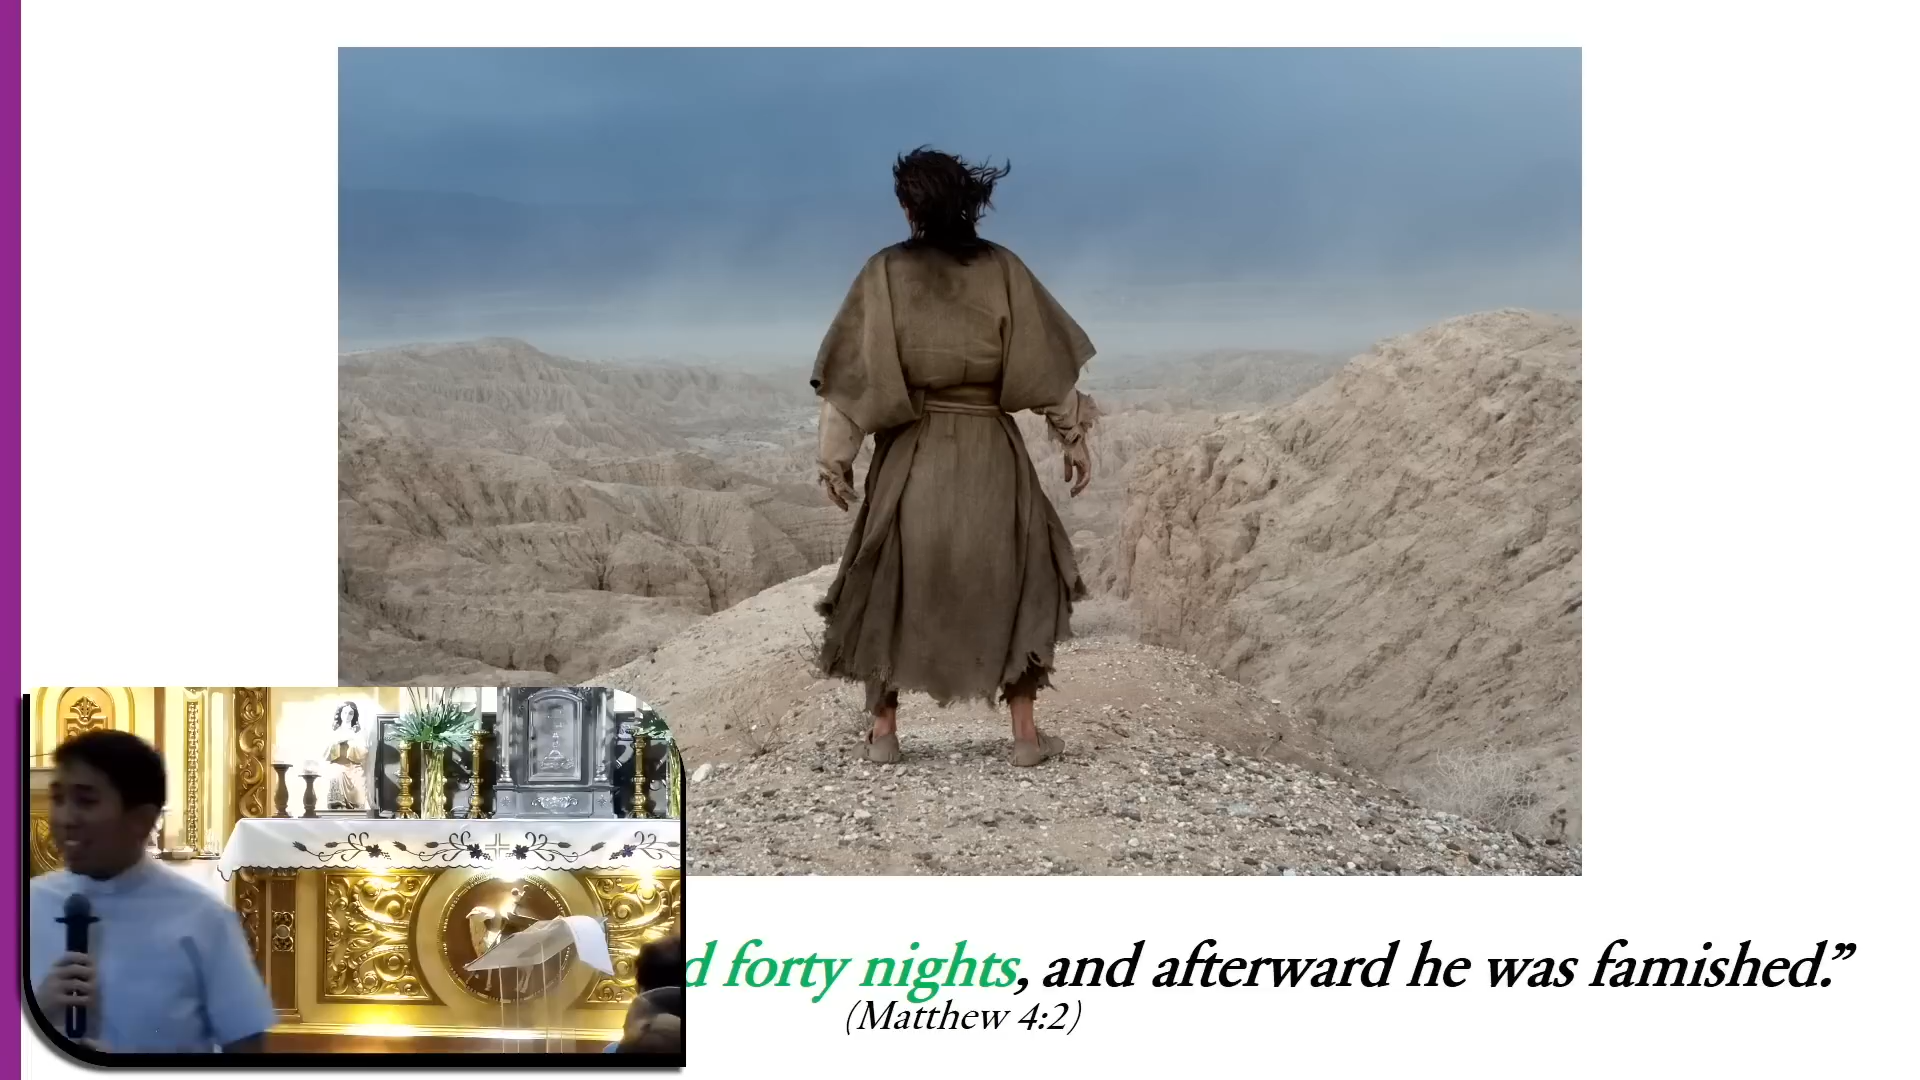 forty nights, and afterward he was famished.”
(Matthew 4:2)